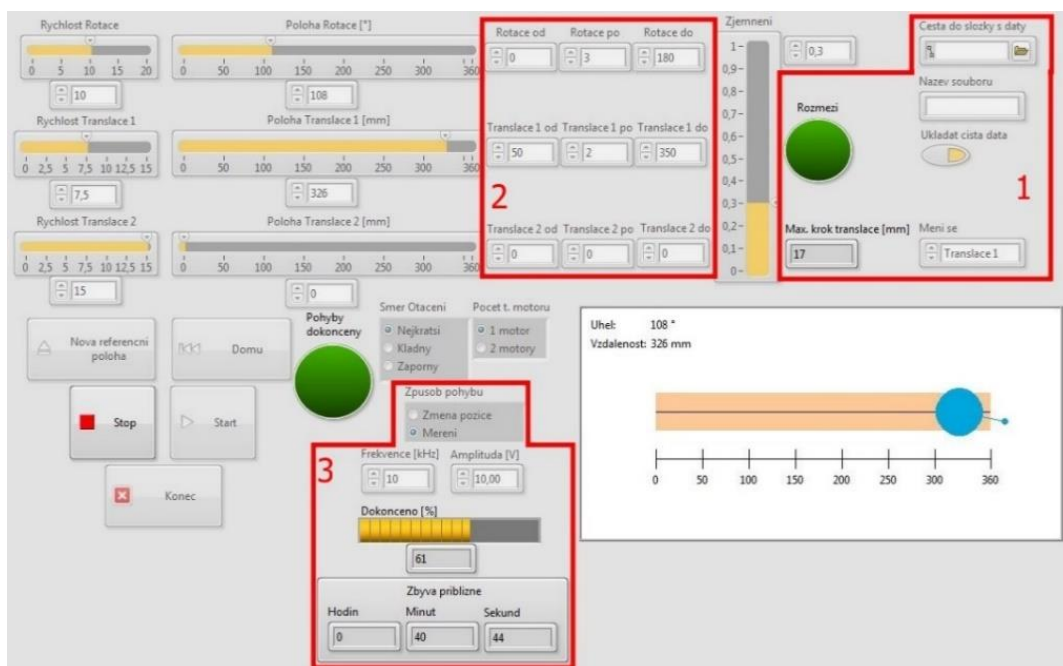 Rychlost Rotace
0 5 10 15 20
10
Poloha Rotace [°]
0 50 100 150 200 250 300 360
108
Rychlost Translace 1
0 2,5 5 7,5 10 12,5 15
7,5
Poloha Translace 1 [mm]
0 50 100 150 200 250 300 360
326
Rychlost Translace 2
0 2,5 5 7,5 10 12,5 15
15
Poloha Translace 2 [mm]
0 50 100 150 200 250 300 360
0
2
Rotace od Rotace po Rotace do
0 3 180
Translace 1 od Translace 1 po Translace 1 do
50 2 350
Translace 2 od Translace 2 po Translace 2 do
0 0 0
Zjemneni
1
0,9
0,8
0,7
0,6
0,5
0,4
0,3
0,2
0,1
0
0,3
1
Cesta do slozky s daty
Nazev souboru
Rozmezi
Ukladat cista data
Max. krok translace [mm]
17
Meni se
Translace 1
Nova referencni
poloha
Domu
Stop
Start
Konec
Pohyby
dokonceny
Smer Otaceni
Nejkratsi
Kladny
Zaporny
Pocet t. motoru
1 motor
2 motory
3
Zpusob pohybu
Zmena pozice
Mereni
Frekvence [kHz] Amplituda [V]
10 10,00
Dokonceno [%]
61
Zbyva priblizne
Hodin Minut Sekund
0 40 44
Uhel: 108 °
Vzdalenost: 326 mm
0 50 100 150 200 250 300 360